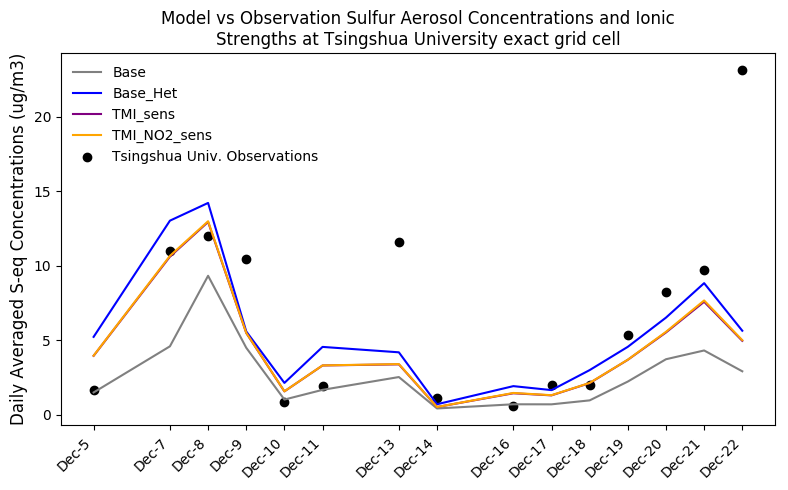 Model vs Observation Sulfur Aerosol Concentrations and Ionic
Strengths at Tsingshua University exact grid cell
Daily Averaged S-eq Concentrations (ug/m3)
20
15
10
5
0
Base
Base_Het
TMI_sens
TMI_NO2_sens
Tsingshua Univ. Observations
Dec-5
Dec-7
Dec-8
Dec-9
Dec-10
Dec-11
Dec-13
Dec-14
Dec-16
Dec-17
Dec-18
Dec-19
Dec-20
Dec-21
Dec-22